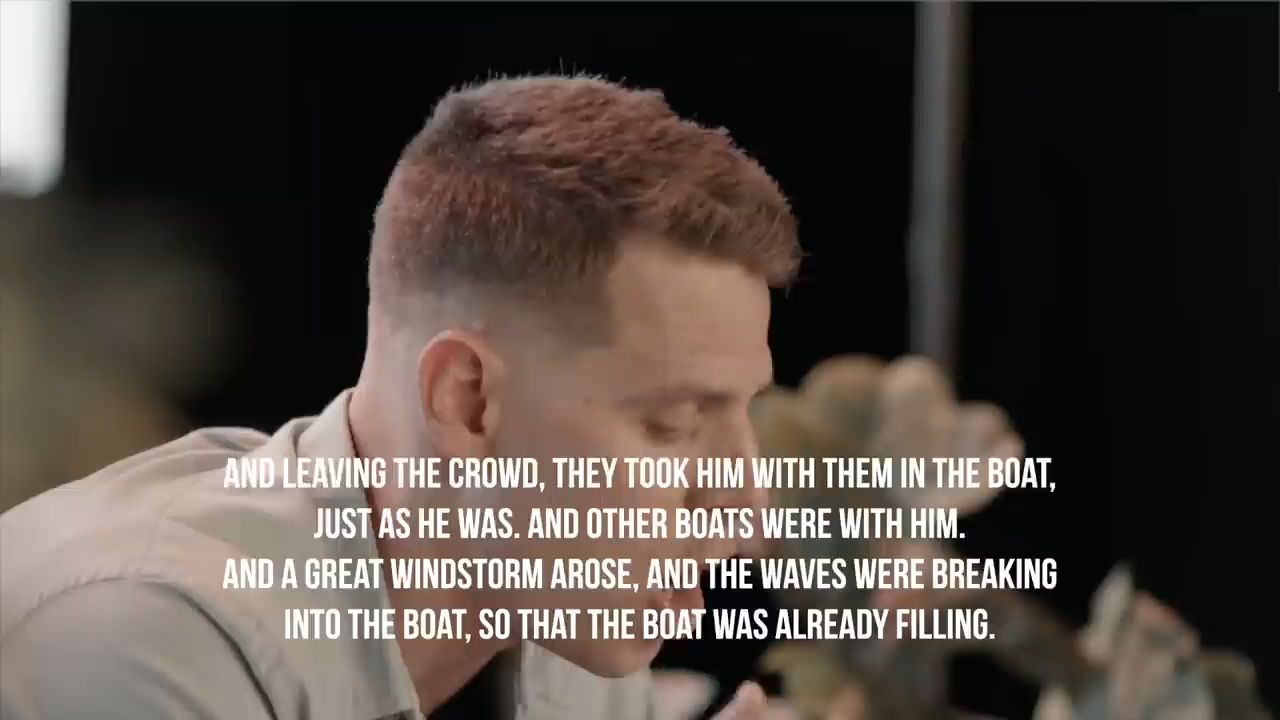 AND LEAVING THE CROWD, THEY TOOK HIM WITH THEM IN THE BOAT,
JUST AS HE WAS. AND OTHER BOATS WERE WITH HIM.
AND A GREAT WINDSTORM AROSE, AND THE WAVES WERE BREAKING
INTO THE BOAT, SO THAT THE BOAT WAS ALREADY FILLING.